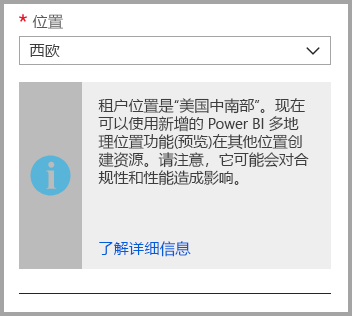 * 位置
西欧
租户位置是“美国中南部”。现在
可以使用新增的 Power BI 多地
理位置功能(预览)在其他位置创
建资源。请注意，它可能会对合
规性和性能造成影响。
了解详细信息